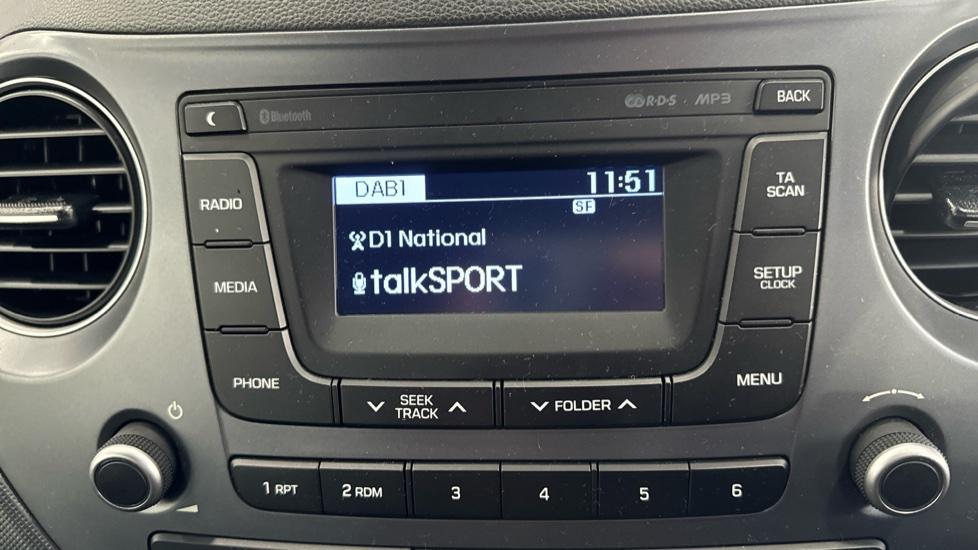 Bluetooth
R·D·S MP3
BACK
RADIO
MEDIA
PHONE
DAB1 11:51
SF
D1 National
talkSPORT
TA
SCAN
SETUP
CLOCK
MENU
SEEK
TRACK
FOLDER
1 RPT
2 RDM
3
4
5
6